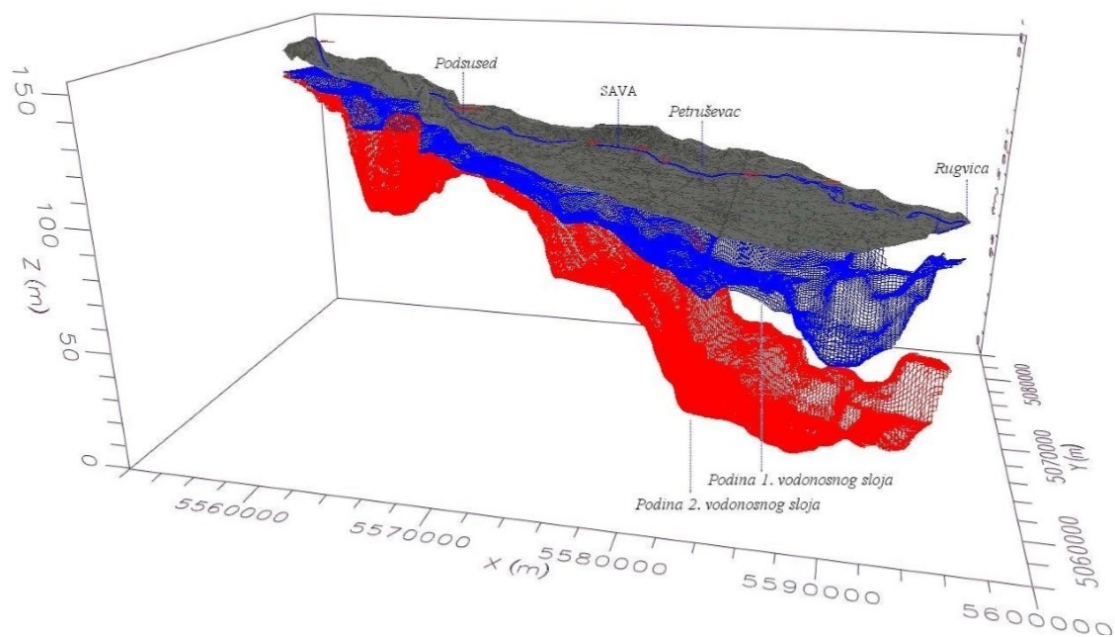 Podsused
SAVA
Petruševac
Rugvica
150
100
50
0
Z (m)
Podina 1. vodonosnog sloja
Podina 2. vodonosnog sloja
5560000
5570000
5580000
5590000
5600000
X (m)
5060000
5070000
5080000
Y (m)